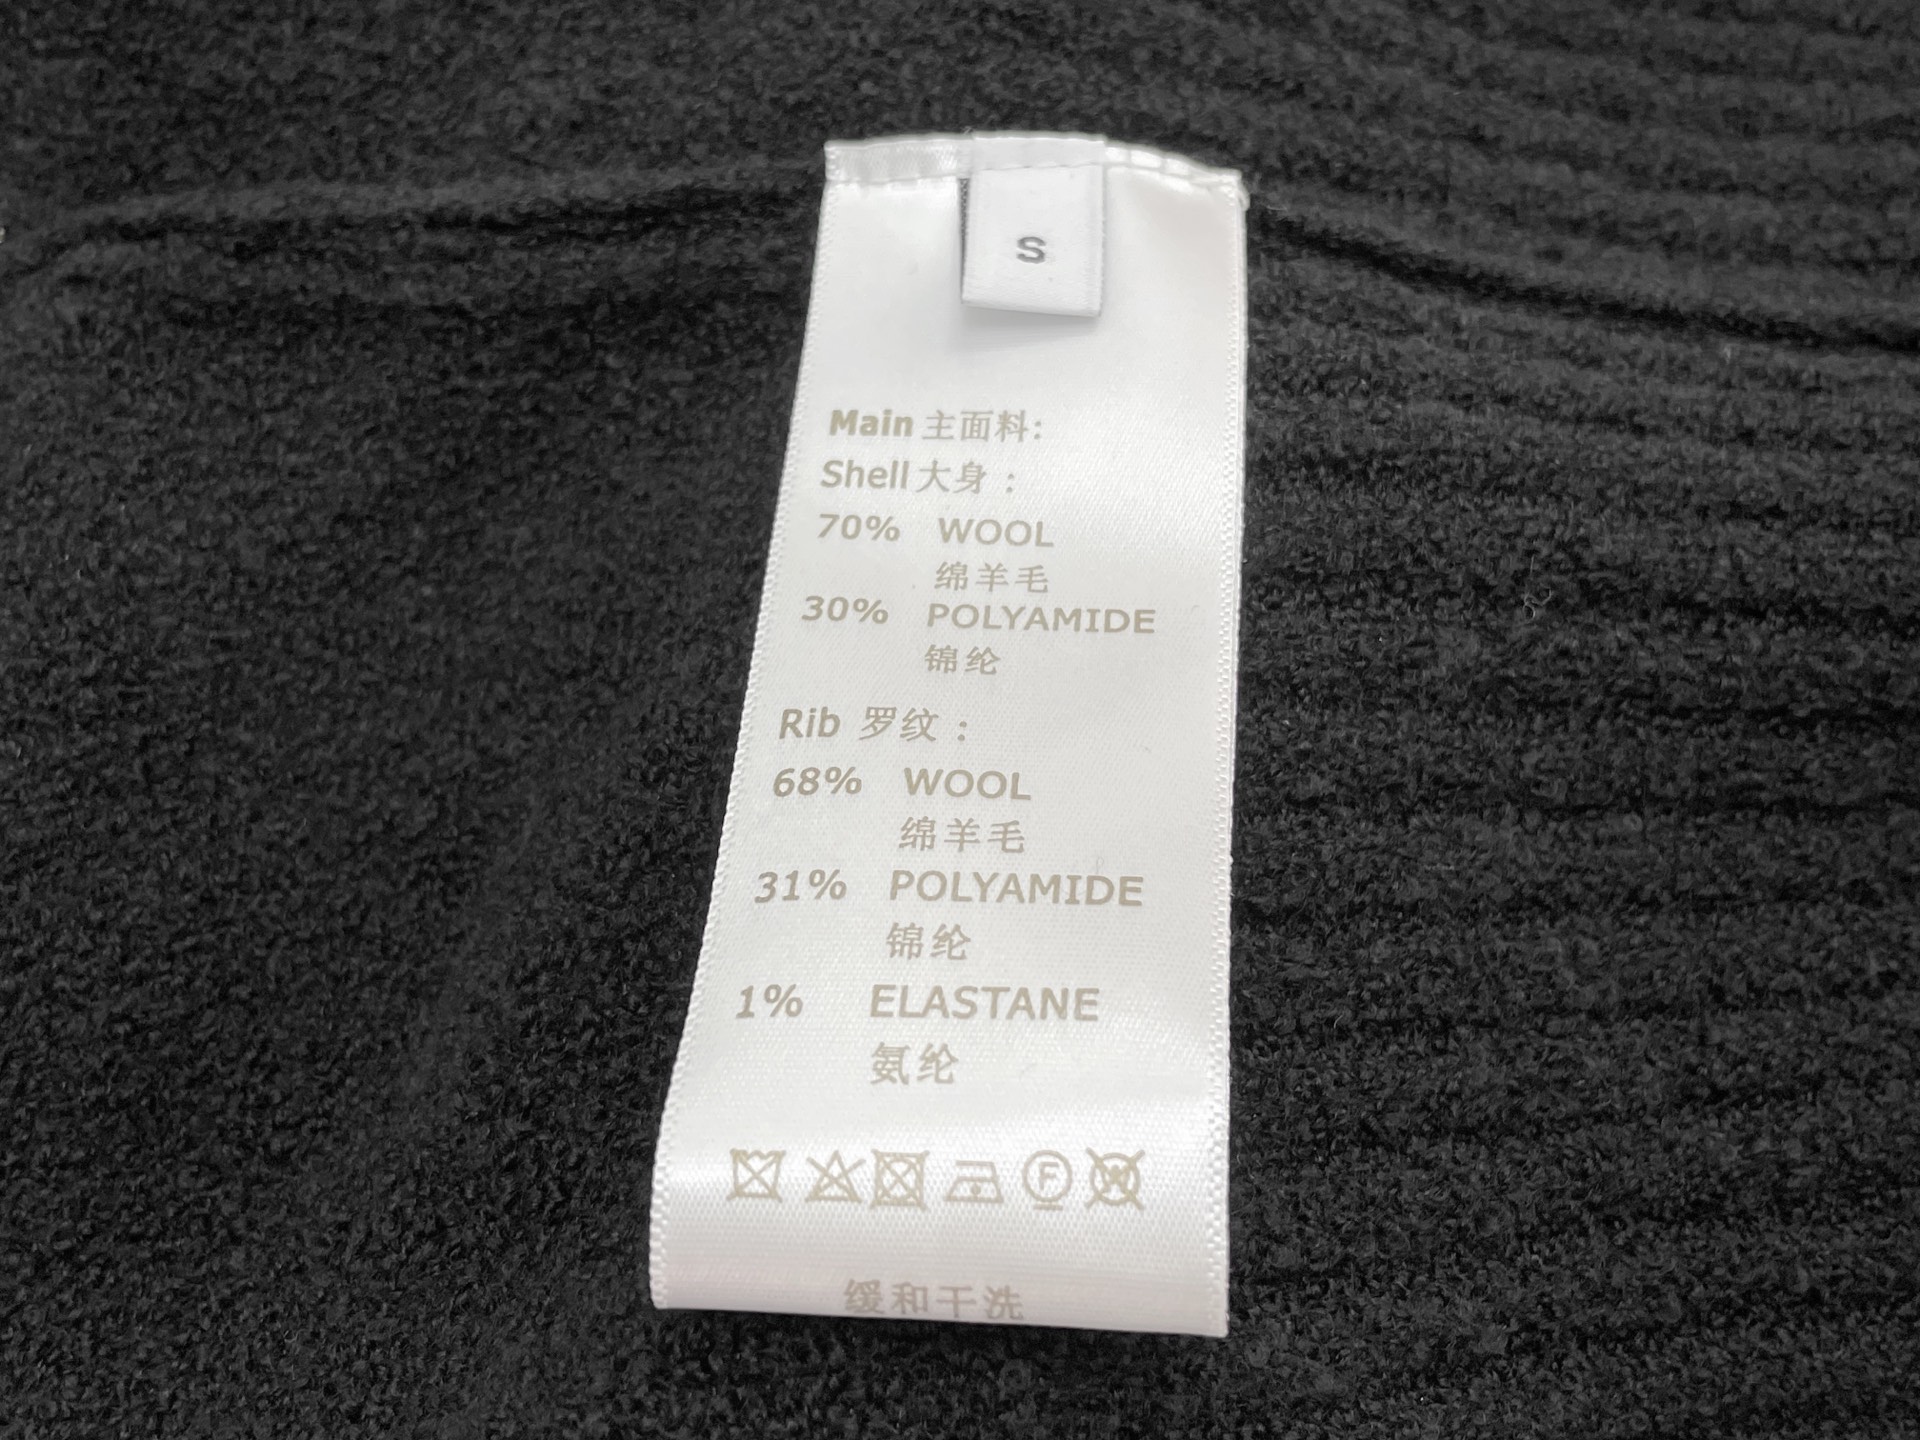 S
Main 主面料:
Shell 大身 :
70% WOOL
绵羊毛
30% POLYAMIDE
锦纶
Rib 罗纹 :
68% WOOL
绵羊毛
31% POLYAMIDE
锦纶
1% ELASTANE
氨纶
F W
缓和干洗